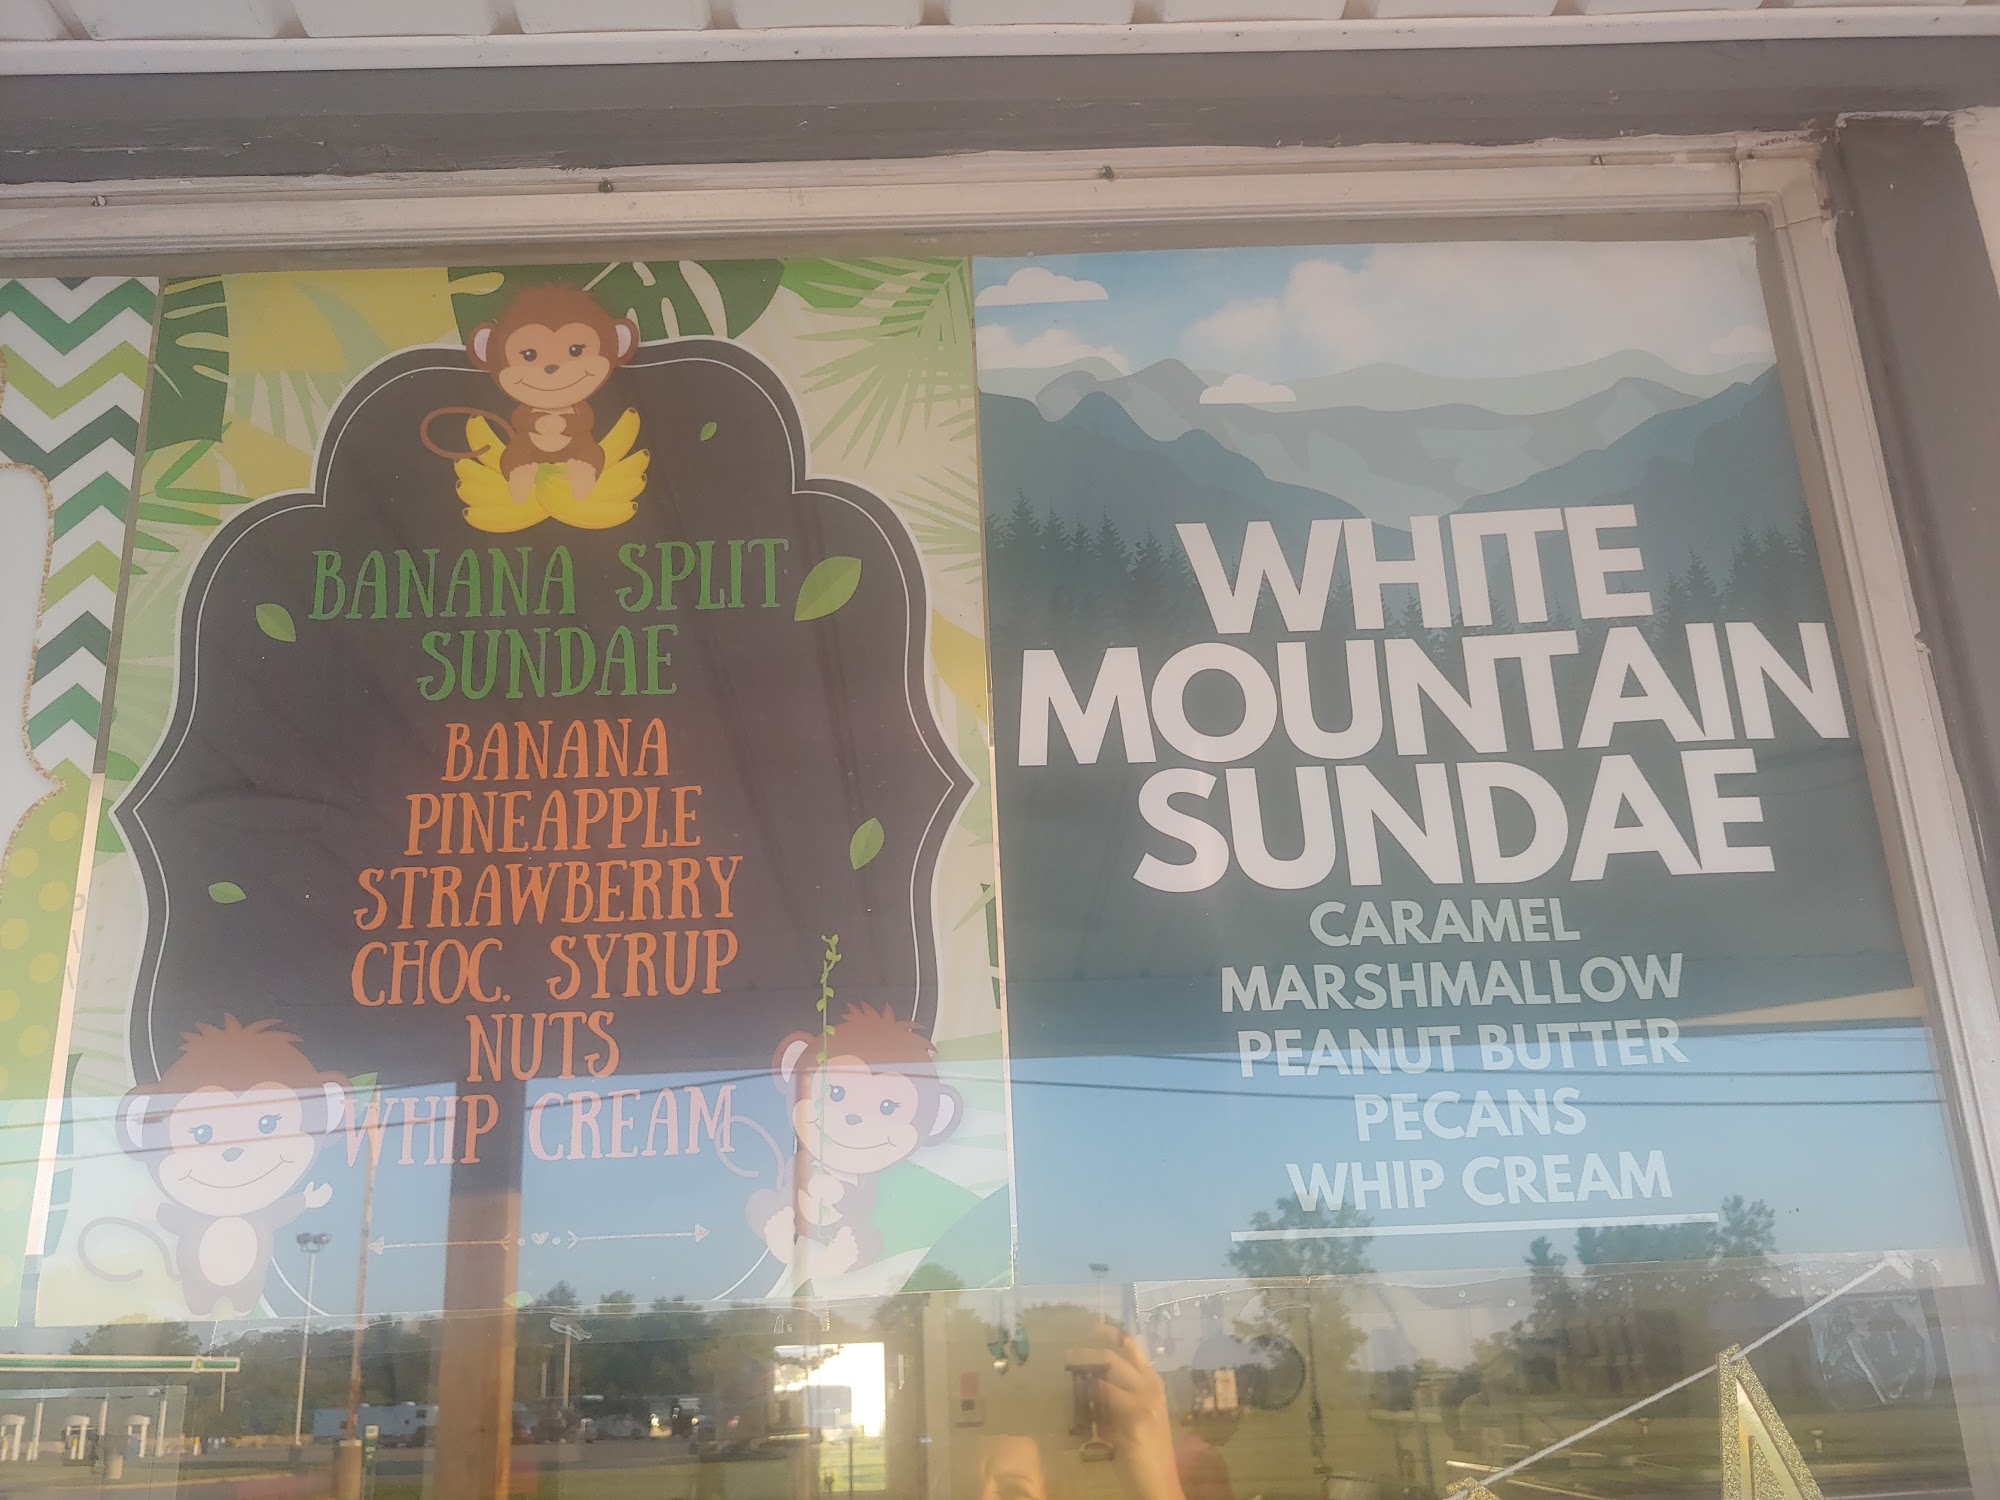 BANANA SPLIT
SUNDAE
BANANA
PINEAPPLE
STRAWBERRY
CHOC. SYRUP
NUTS
WHIP CREAM
WHITE
MOUNTAIN
SUNDAE
CARAMEL
MARSHMALLOW
PEANUT BUTTER
PECANS
WHIP CREAM